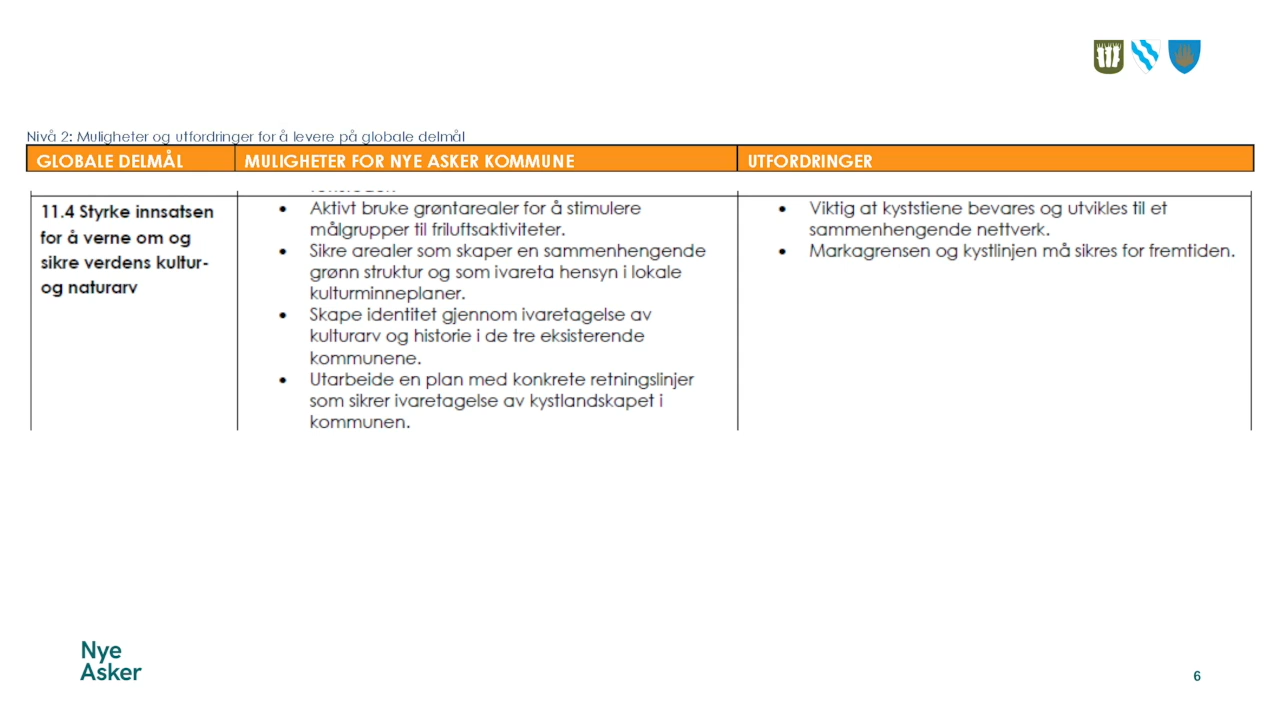 Nivå 2: Muligheter og utfordringer for å levere på globale delmål
GLOBALE DELMÅL
MULIGHETER FOR NYE ASKER KOMMUNE
UTFORDRINGER
11.4 Styrke innsatsen
for å verne om og
sikre verdens kultur-
og naturarv
• Aktivt bruke grøntarealer for å stimulere
målgrupper til friluftsaktiviteter.
• Sikre arealer som skaper en sammenhengende
grønn struktur og som ivareta hensyn i lokale
kulturminneplaner.
• Skape identitet gjennom ivaretagelse av
kulturarv og historie i de tre eksisterende
kommunene.
• Utarbeide en plan med konkrete retningslinjer
som sikrer ivaretagelse av kystlandskapet i
kommunen.
• Viktig at kyststiene bevares og utvikles til et
sammenhengende nettverk.
• Markagrensen og kystlinjen må sikres for fremtiden.
Nye
Asker
6